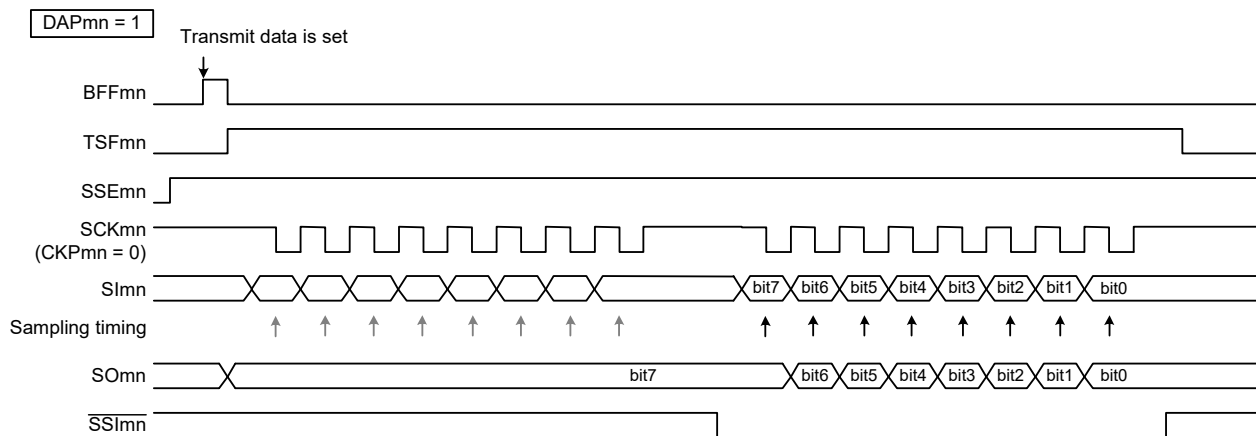 DAPmn = 1
Transmit data is set
BFFmn
TSFmn
SSEmn
SCKmn
(CKPmn = 0)
SImn
bit7 bit6 bit5 bit4 bit3 bit2 bit1 bit0
Sampling timing
SOmn
bit7 bit6 bit5 bit4 bit3 bit2 bit1 bit0
SSImn